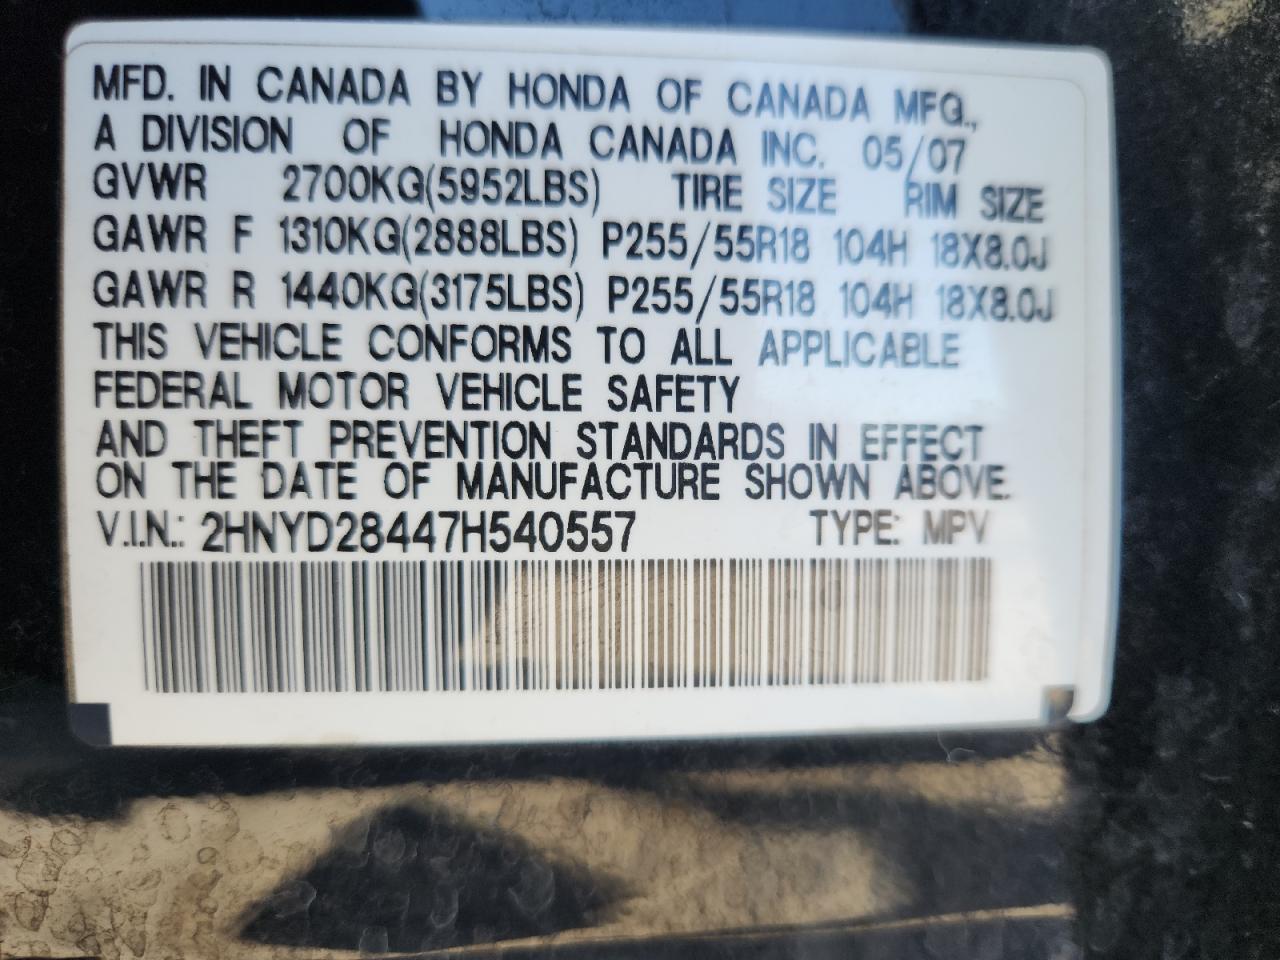 MFD. IN CANADA BY HONDA OF CANADA MFG.,
A DIVISION OF HONDA CANADA INC. 05/07
GVWR 2700KG(5952LBS) TIRE SIZE RIM SIZE
GAWR F 1310KG(2888LBS) P255/55R18 104H 18X8.0J
GAWR R 1440KG(3175LBS) P255/55R18 104H 18X8.0J
THIS VEHICLE CONFORMS TO ALL APPLICABLE
FEDERAL MOTOR VEHICLE SAFETY
AND THEFT PREVENTION STANDARDS IN EFFECT
ON THE DATE OF MANUFACTURE SHOWN ABOVE.
V.I.N.: 2HNYD28447H540557 TYPE: MPV